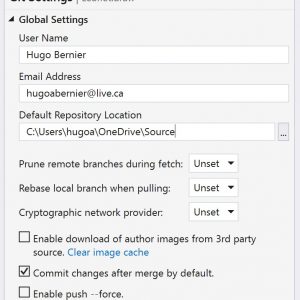 Global Settings
User Name
Hugo Bernier
Email Address
hugoabernier@live.ca
Default Repository Location
C:\Users\hugoa\OneDrive\Source
...
Prune remote branches during fetch: Unset
Rebase local branch when pulling: Unset
Cryptographic network provider: Unset
Enable download of author images from 3rd party
source. Clear image cache
Commit changes after merge by default.
Enable push --force.